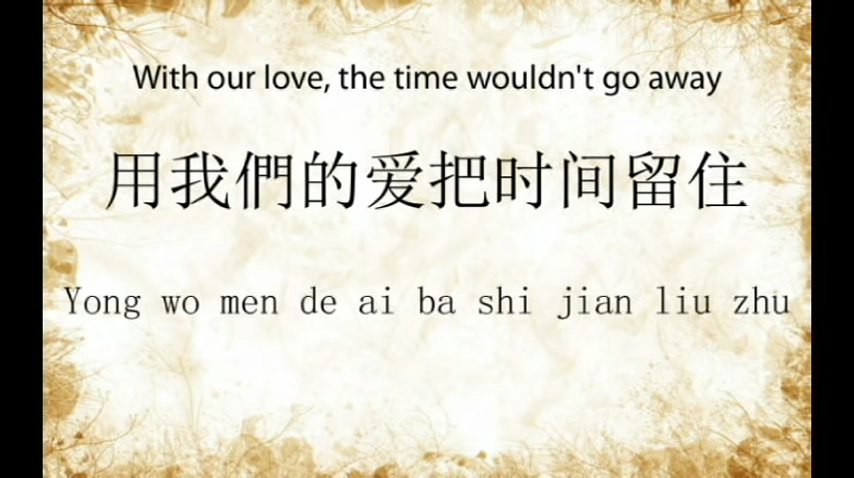 With our love, the time wouldn't go away
用我們的爱把时间留住
Yong wo men de ai ba shi jian liu zhu